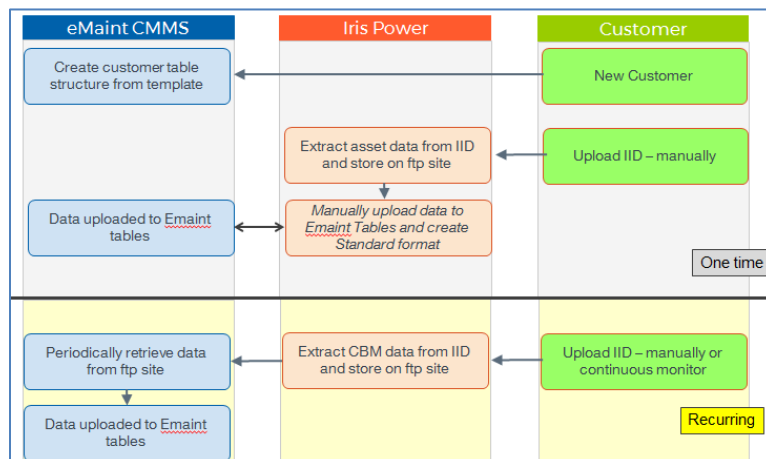 eMaint CMMS
Iris Power
Customer
Create customer table
structure from template
New Customer
Extract asset data from IID
and store on ftp site
Upload IID – manually
Data uploaded to Emaint
tables
Manually upload data to
Emaint Tables and create
Standard format
One time
Periodically retrieve data
from ftp site
Extract CBM data from IID
and store on ftp site
Upload IID – manually or
continuous monitor
Data uploaded to Emaint
tables
Recurring